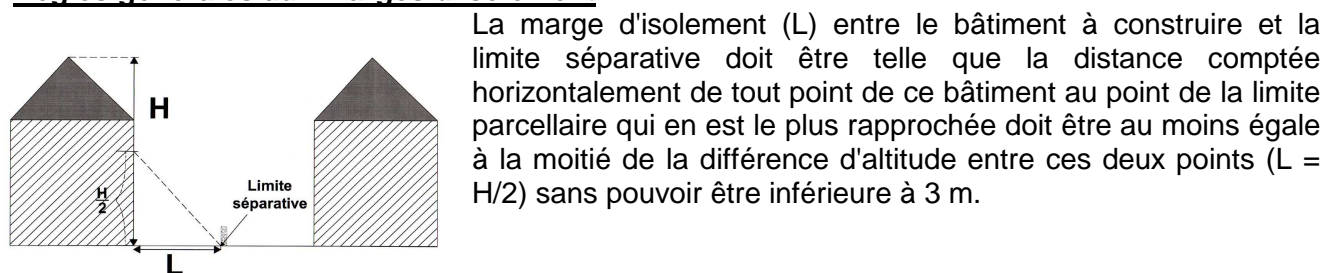 La marge d'isolement (L) entre le bâtiment à construire et la
limite séparative doit être telle que la distance comptée
horizontalement de tout point de ce bâtiment au point de la limite
parcellaire qui en est le plus rapprochée doit être au moins égale
à la moitié de la différence d'altitude entre ces deux points (L =
H/2) sans pouvoir être inférieure à 3 m.
H
H
2
Limite
séparative
L